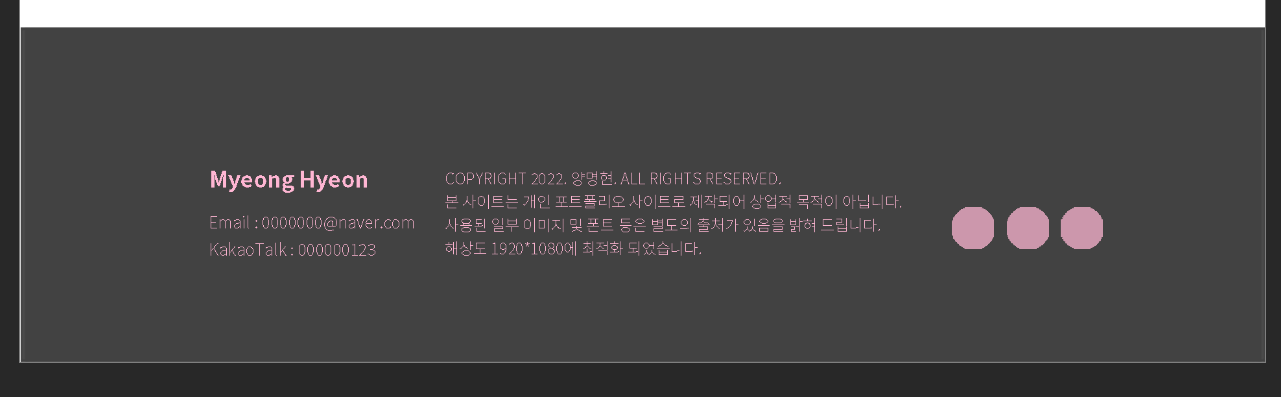 Myeong Hyeon
Email : 0000000@naver.com
KakaoTalk : 000000123
COPYRIGHT 2022. 양명현. ALL RIGHTS RESERVED.
본 사이트는 개인 포트폴리오 사이트로 제작되어 상업적 목적이 아닙니다.
사용된 일부 이미지 및 폰트 등은 별도의 출처가 있음을 밝혀 드립니다.
해상도 1920*1080에 최적화 되었습니다.